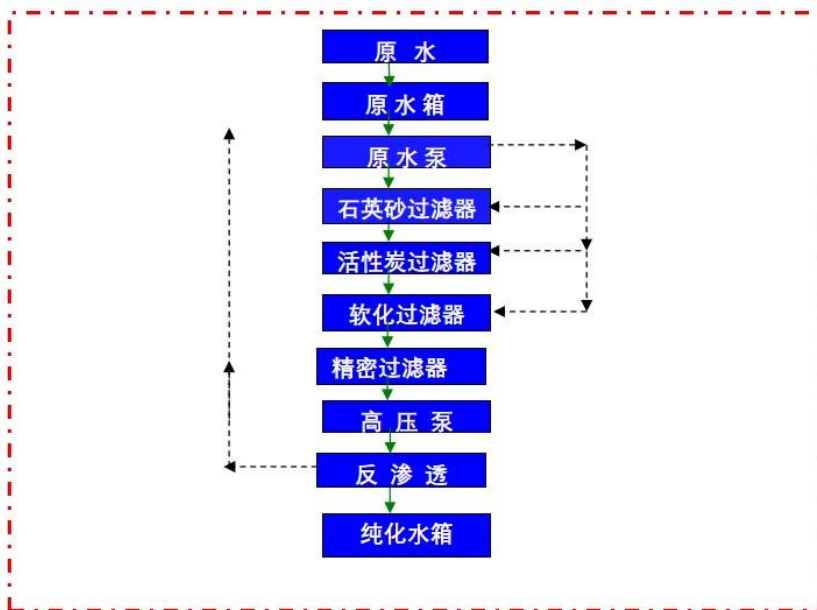 原 水
原水箱
原水泵
石英砂过滤器
活性炭过滤器
软化过滤器
精密过滤器
高 压 泵
反 渗 透
纯化水箱